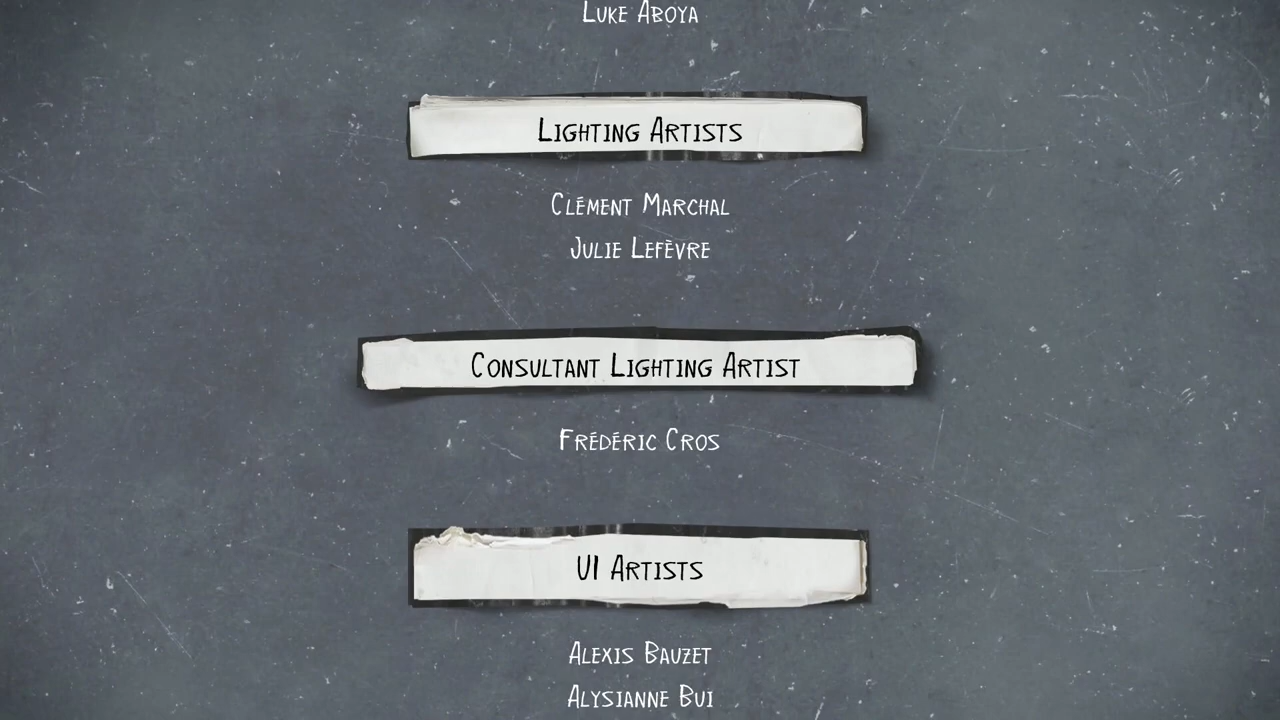 Luke Aboya
Lighting Artists
Clément Marchal
Julie Lefèvre
Consultant Lighting Artist
Frédéric Cros
UI Artists
Alexis Bauzet
Alysianne Bui